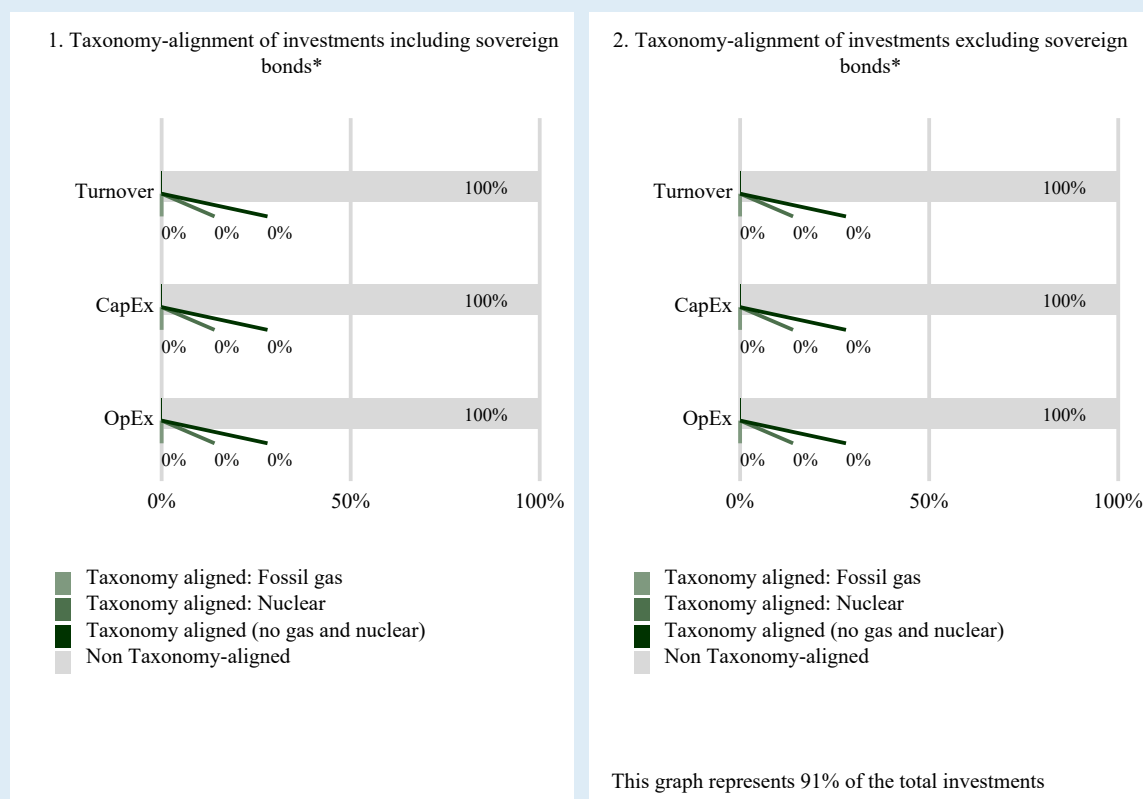 1. Taxonomy-alignment of investments including sovereign
bonds*
Turnover
100%
0% 0% 0%
CapEx
100%
0% 0% 0%
OpEx
100%
0% 0% 0%
0% 50% 100%
Taxonomy aligned: Fossil gas
Taxonomy aligned: Nuclear
Taxonomy aligned (no gas and nuclear)
Non Taxonomy-aligned
2. Taxonomy-alignment of investments excluding sovereign
bonds*
Turnover
100%
0% 0% 0%
CapEx
100%
0% 0% 0%
OpEx
100%
0% 0% 0%
0% 50% 100%
Taxonomy aligned: Fossil gas
Taxonomy aligned: Nuclear
Taxonomy aligned (no gas and nuclear)
Non Taxonomy-aligned
This graph represents 91% of the total investments